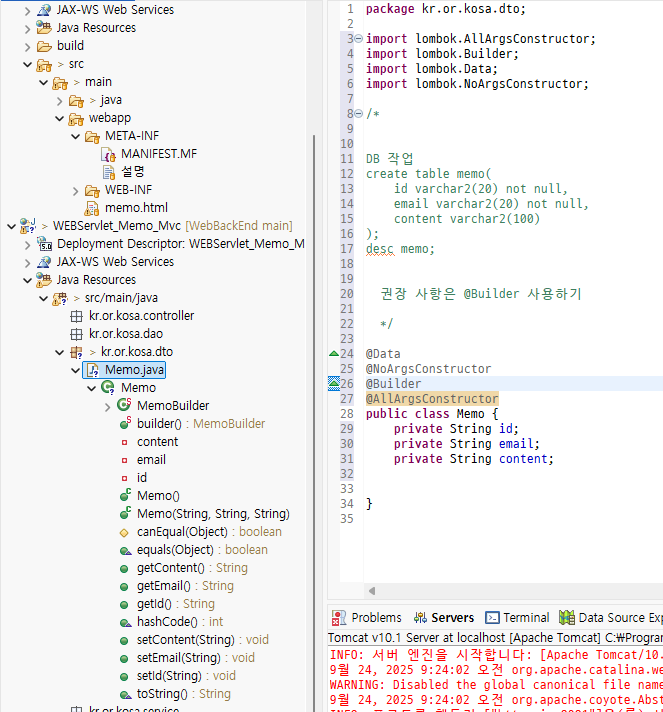 JAX-WS Web Services
Java Resources
build
> src
> main
> java
webapp
META-INF
MANIFEST.MF
설명
WEB-INF
memo.html
> WEBServlet_Memo_Mvc [WebBackEnd main]
Deployment Descriptor: WEBServlet_Memo_M
JAX-WS Web Services
Java Resources
> src/main/java
kr.or.kosa.controller
kr.or.kosa.dao
> kr.or.kosa.dto
Memo.java
Memo
MemoBuilder
builder() : MemoBuilder
content
email
id
Memo()
Memo(String, String, String)
canEqual(Object) : boolean
equals(Object) : boolean
getContent() : String
getEmail() : String
getId() : String
hashCode() : int
setContent(String) : void
setEmail(String) : void
setId(String) : void
toString() : String
kr.or.kosa.service
1 package kr.or.kosa.dto;
2
3 import lombok.AllArgsConstructor;
4 import lombok.Builder;
5 import lombok.Data;
6 import lombok.NoArgsConstructor;
7
8 /*
9
10
11 DB 작업
12 create table memo(
13 id varchar2(20) not null,
14 email varchar2(20) not null,
15 content varchar2(100)
16 );
17 desc memo;
18
19
20 권장 사항은 @Builder 사용하기
21
22 */
23
24 @Data
25 @NoArgsConstructor
26 @Builder
27 @AllArgsConstructor
28 public class Memo {
29 private String id;
30 private String email;
31 private String content;
32
33
34 }
35
Problems Servers Terminal Data Source Exp
Tomcat v10.1 Server at localhost [Apache Tomcat] C:₩Program
INFO: 서버 엔진을 시작합니다: [Apache Tomcat/10.
9월 24, 2025 9:24:02 오전 org.apache.catalina.we
WARNING: Disabled the global canonical file name
9월 24, 2025 9:24:02 오전 org.apache.coyote.Abst